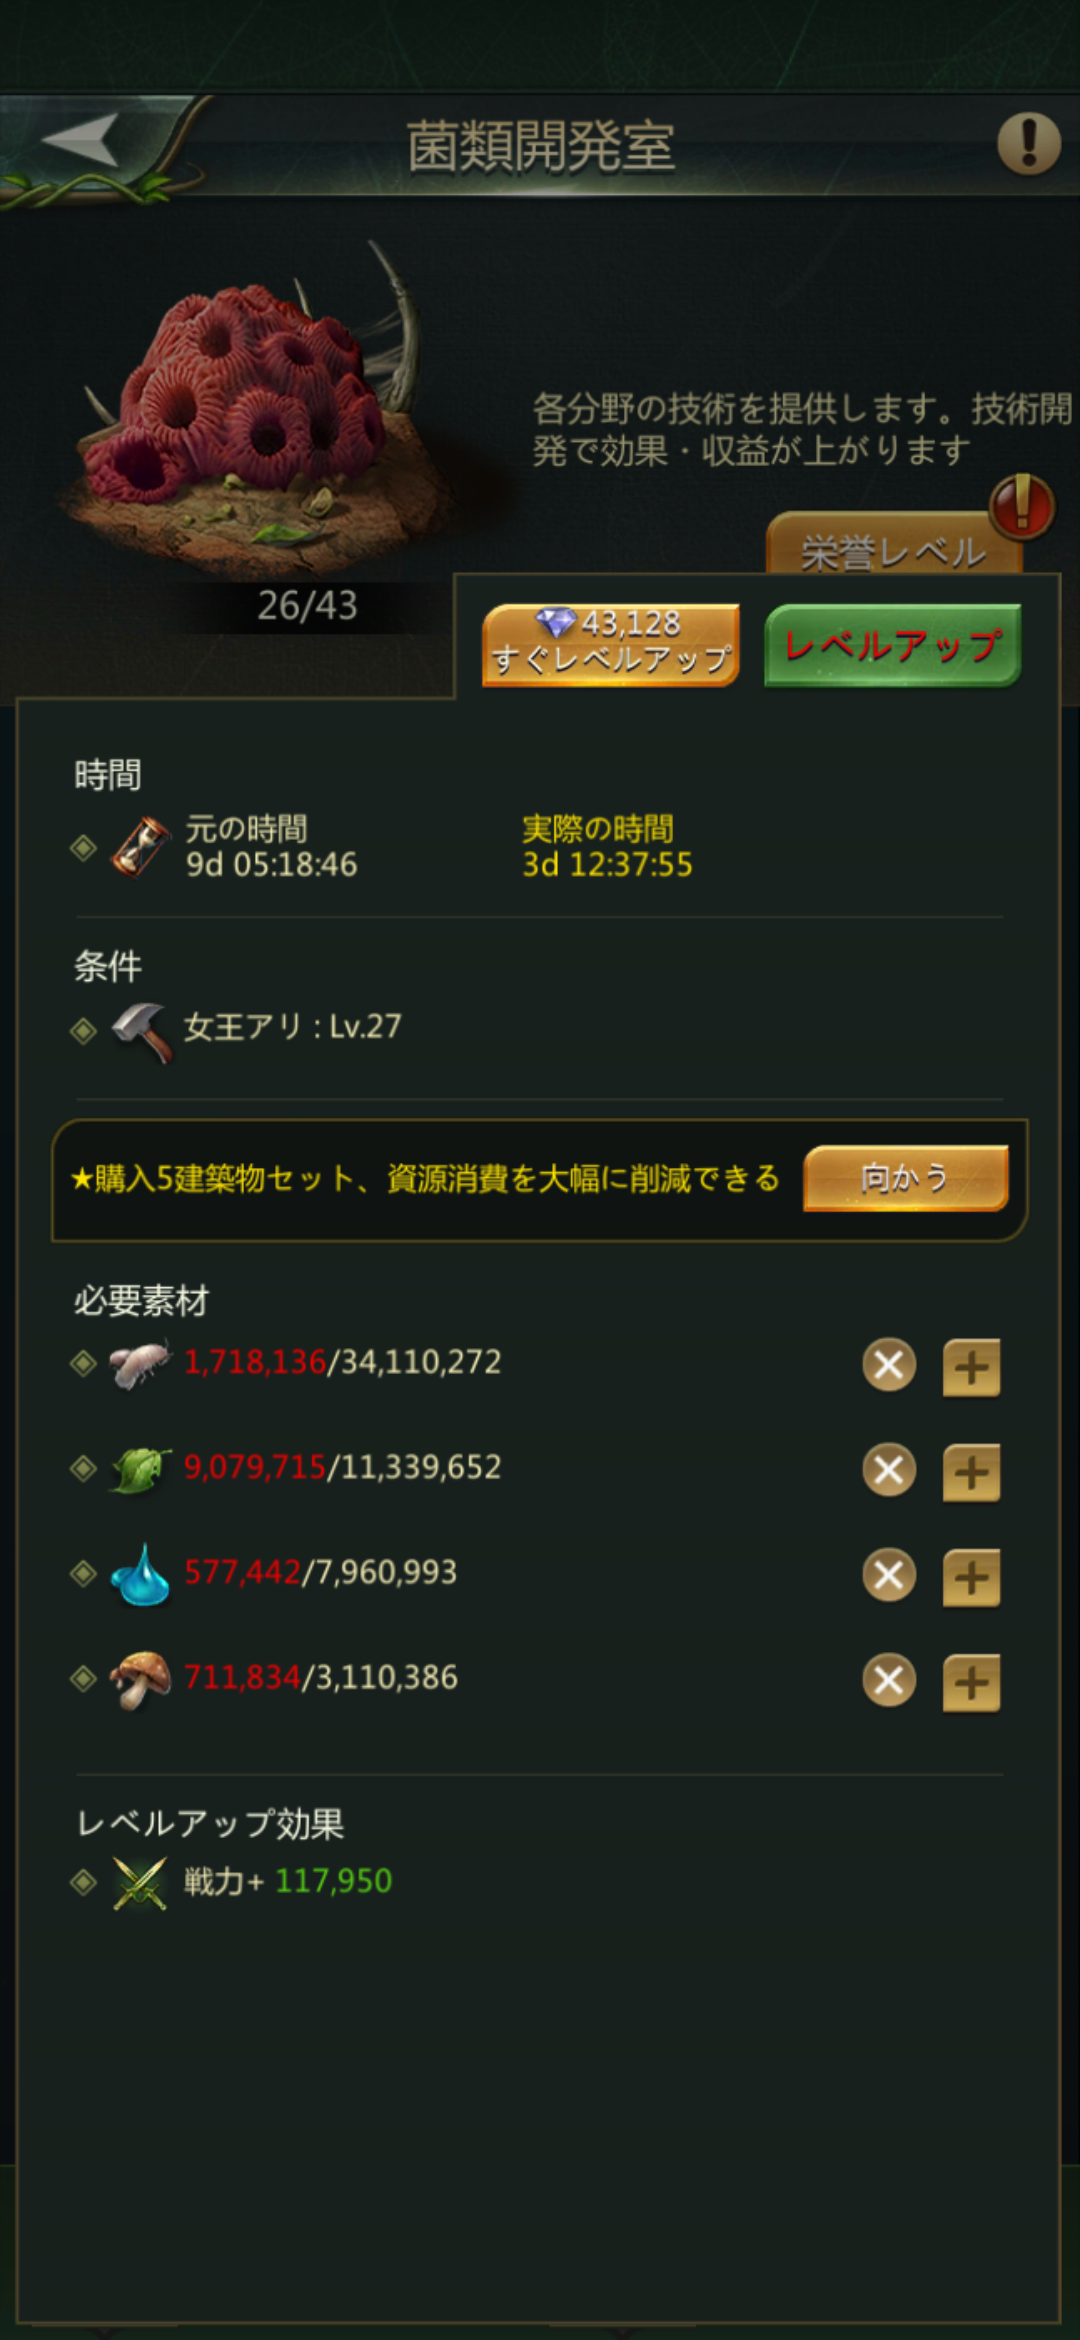 菌類開発室
各分野の技術を提供します。技術開
発で効果・収益が上がります
栄誉レベル
26/43
43,128
すぐレベルアップ
レベルアップ
時間
元の時間
9d 05:18:46
実際の時間
3d 12:37:55
条件
女王アリ : Lv.27
★購入5建築物セット、資源消費を大幅に削減できる
向かう
必要素材
1,718,136/34,110,272
9,079,715/11,339,652
577,442/7,960,993
711,834/3,110,386
レベルアップ効果
戦力+ 117,950